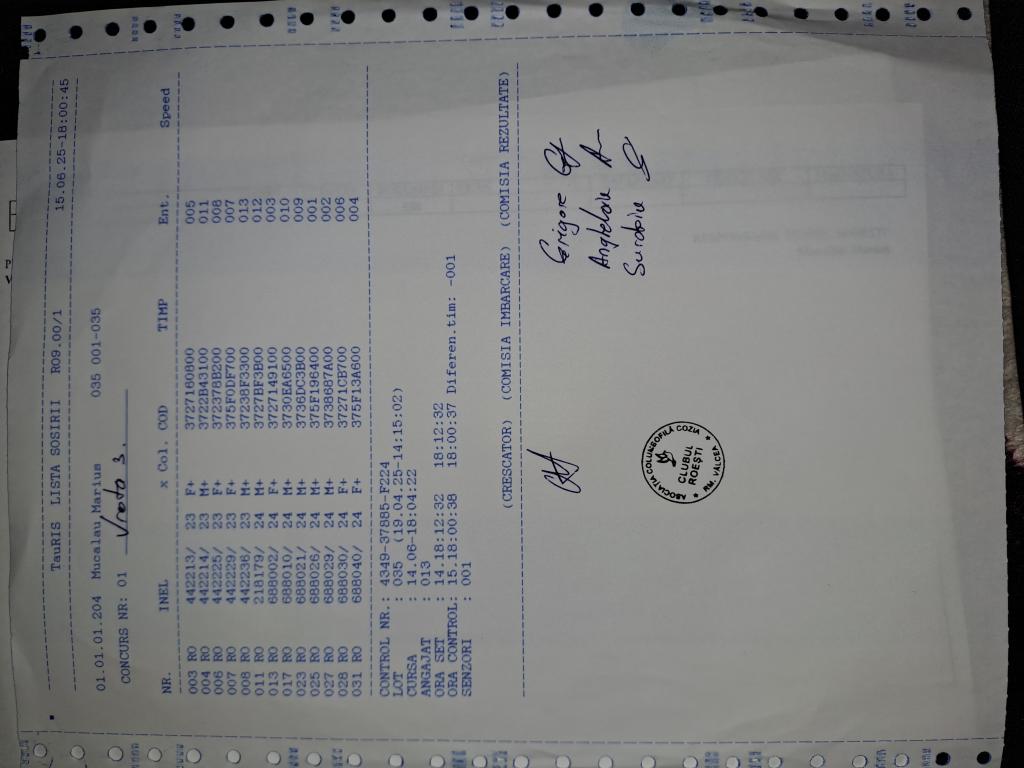 TauRIS LISTA SOSIRII R09.00/1 15.06.25-18:00:45
01.01.01.204 Mucalau,Marium 035 001-035
CONCURS NR: 01 Vrata 3.
NR. INEL x Col. COD TIMP Ent. Speed
003 RO 442213/ 23 F+ 3727160800 005
004 RO 442214/ 23 M+ 3722B43100 011
006 RO 442225/ 23 F+ 372378B200 008
007 RO 442229/ 23 F+ 375F0DF700 007
008 RO 442236/ 23 M+ 37238F3300 013
011 RO 218179/ 24 M+ 3727BF3B00 012
013 RO 688002/ 24 F+ 3727149100 003
017 RO 688010/ 24 M+ 3730EA6500 010
023 RO 688021/ 24 M+ 3736DC3B00 009
025 RO 688026/ 24 M+ 375F196400 001
027 RO 688029/ 24 M+ 3738687A00 002
028 RO 688030/ 24 F+ 37271CB700 006
031 RO 688040/ 24 F+ 375F13A600 004
CONTROL NR.: 4349-37885-F224
LOT : 035 (19.04.25-14:15:02)
CURSA : 14.06-18:04:22
ANGAJAT : 013
ORA SET : 14.18:12:32 18:12:32
ORA CONTROL: 15.18:00:38 18:00:37 Diferen.tim: -001
SENZORI : 001
(CRESCATOR) (COMISIA IMBARCARE) (COMISIA REZULTATE)
Grigore
Angheloiu
Surdoiu
ASOCIATIA COLUMBOFILĂ COZIA
CLUBUL
ROESTI
RM. VALCEA